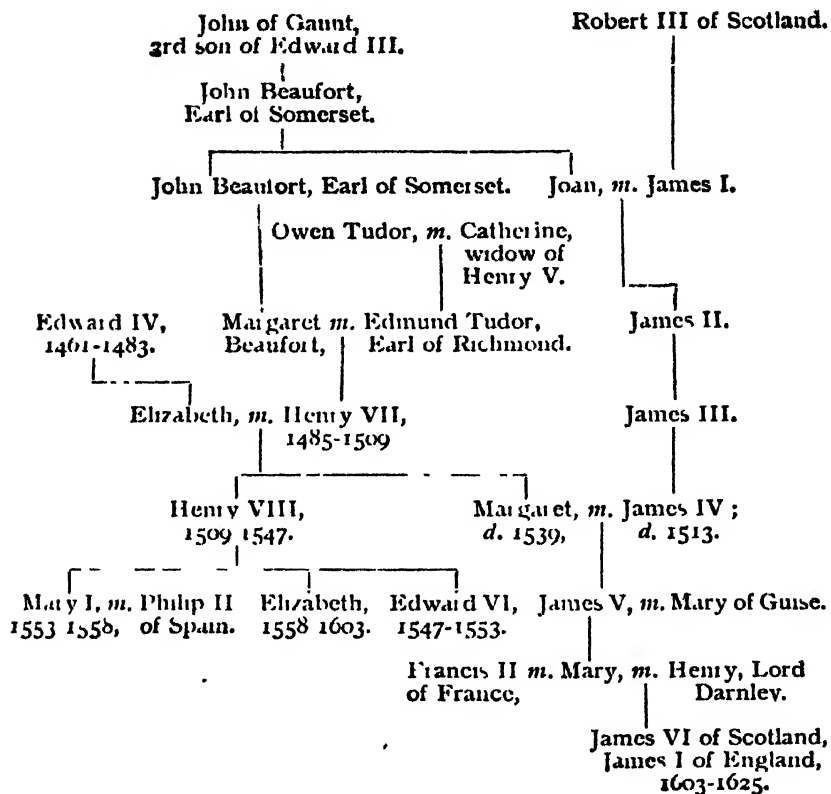 John of Gaunt,
3rd son of Edward III.
Robert III of Scotland.
John Beaufort,
Earl of Somerset.
John Beaufort, Earl of Somerset.
Joan, m. James I.
Owen Tudor, m. Catherine,
widow of
Henry V.
Edward IV,
1461-1483.
Margaret m. Edmund Tudor,
Beaufort, Earl of Richmond.
James II.
Elizabeth, m. Henry VII,
1485-1509
James III.
Henry VIII,
1509 1547.
Margaret, m. James IV ;
d. 1539, d. 1513.
Mary I, m. Philip II
1553 1558, of Spain.
Elizabeth,
1558 1603.
Edward VI,
1547-1553.
James V, m. Mary of Guise.
Francis II m. Mary, m. Henry, Lord
of France, Darnley.
James VI of Scotland,
James I of England,
1603-1625.